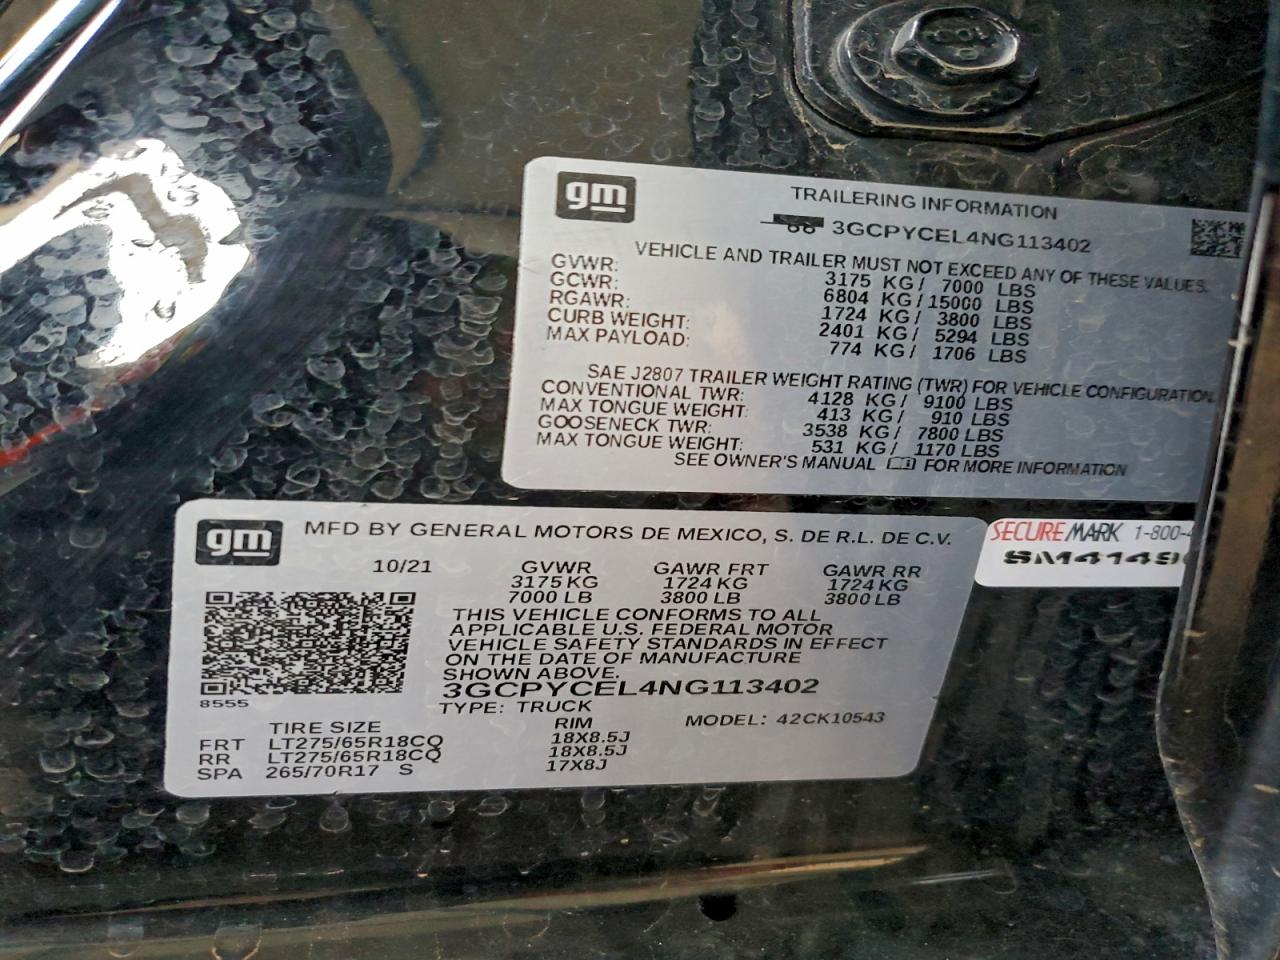 gm
TRAILERING INFORMATION
3GCPYCEL4NG113402
VEHICLE AND TRAILER MUST NOT EXCEED ANY OF THESE VALUES.
GVWR: 3175 KG / 7000 LBS
GCWR: 6804 KG / 15000 LBS
RGAWR: 1724 KG / 3800 LBS
CURB WEIGHT: 2401 KG / 5294 LBS
MAX PAYLOAD: 774 KG / 1706 LBS
SAE J2807 TRAILER WEIGHT RATING (TWR) FOR VEHICLE CONFIGURATION
CONVENTIONAL TWR: 4128 KG / 9100 LBS
MAX TONGUE WEIGHT: 413 KG / 910 LBS
GOOSENECK TWR: 3538 KG / 7800 LBS
MAX TONGUE WEIGHT: 531 KG / 1170 LBS
SEE OWNER'S MANUAL FOR MORE INFORMATION
gm
MFD BY GENERAL MOTORS DE MEXICO, S. DE R.L. DE C.V.
10/21 GVWR GAWR FRT GAWR RR
3175 KG 1724 KG 1724 KG
7000 LB 3800 LB 3800 LB
THIS VEHICLE CONFORMS TO ALL
APPLICABLE U.S. FEDERAL MOTOR
VEHICLE SAFETY STANDARDS IN EFFECT
ON THE DATE OF MANUFACTURE
SHOWN ABOVE.
3GCPYCEL4NG113402
8555
TYPE: TRUCK MODEL: 42CK10543
TIRE SIZE RIM
FRT LT275/65R18CQ 18X8.5J
RR LT275/65R18CQ 18X8.5J
SPA 265/70R17 S 17X8J
SECUREMARK 1-800-
SM41490